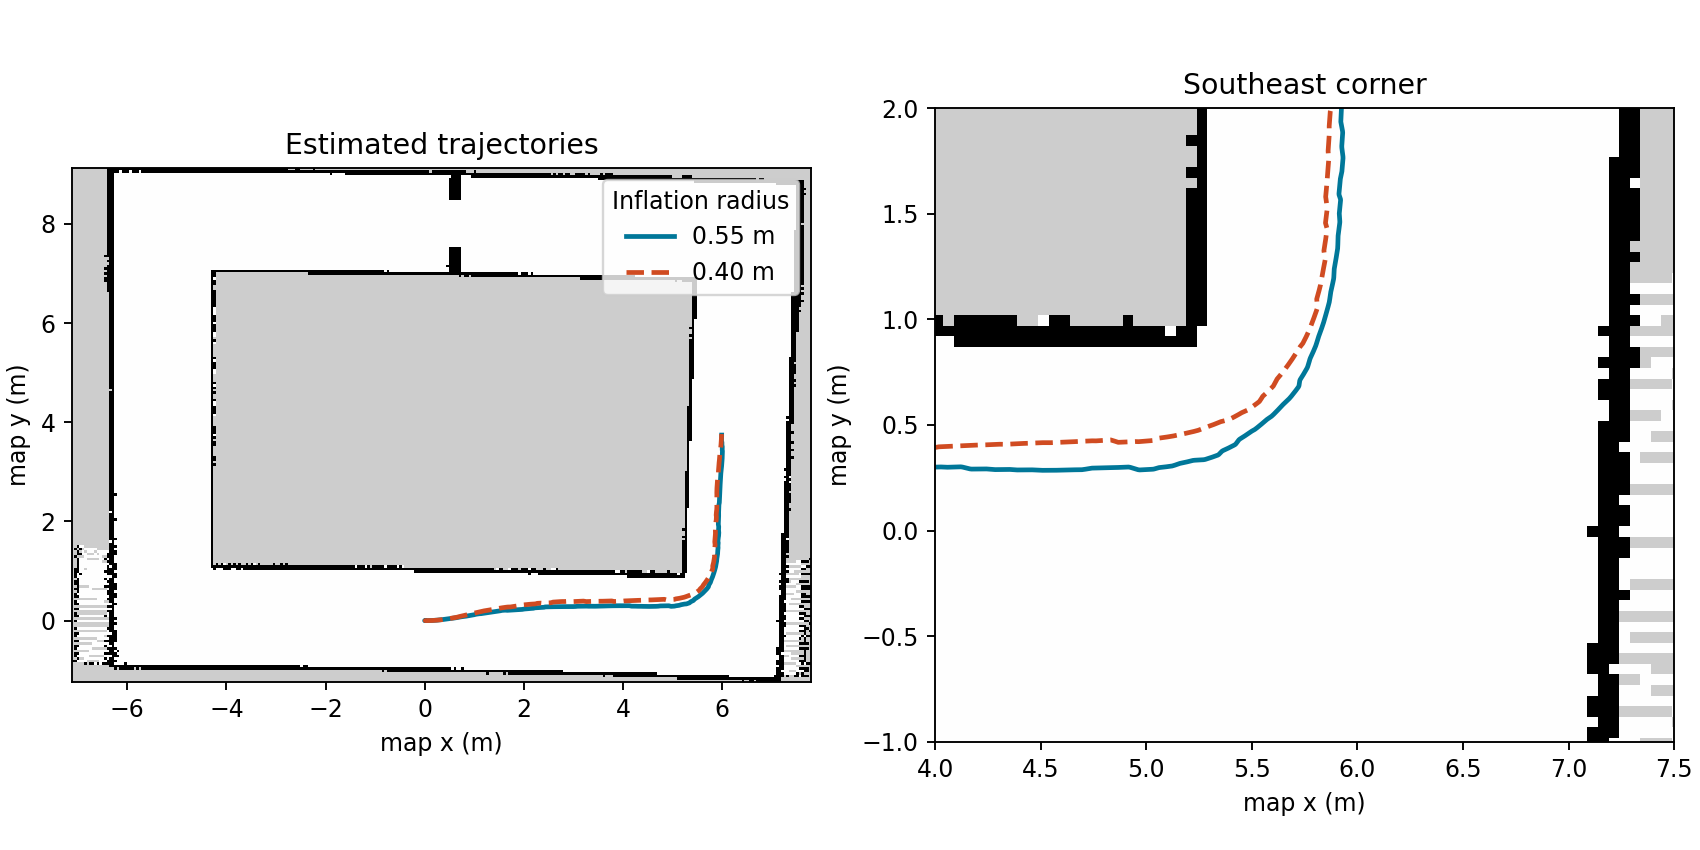 Estimated trajectories
Inflation radius
0.55 m
0.40 m
8
6
4
2
0
−6 −4 −2 0 2 4 6
map x (m)
map y (m)
Southeast corner
2.0
1.5
1.0
0.5
0.0
−0.5
−1.0
4.0 4.5 5.0 5.5 6.0 6.5 7.0 7.5
map x (m)
map y (m)